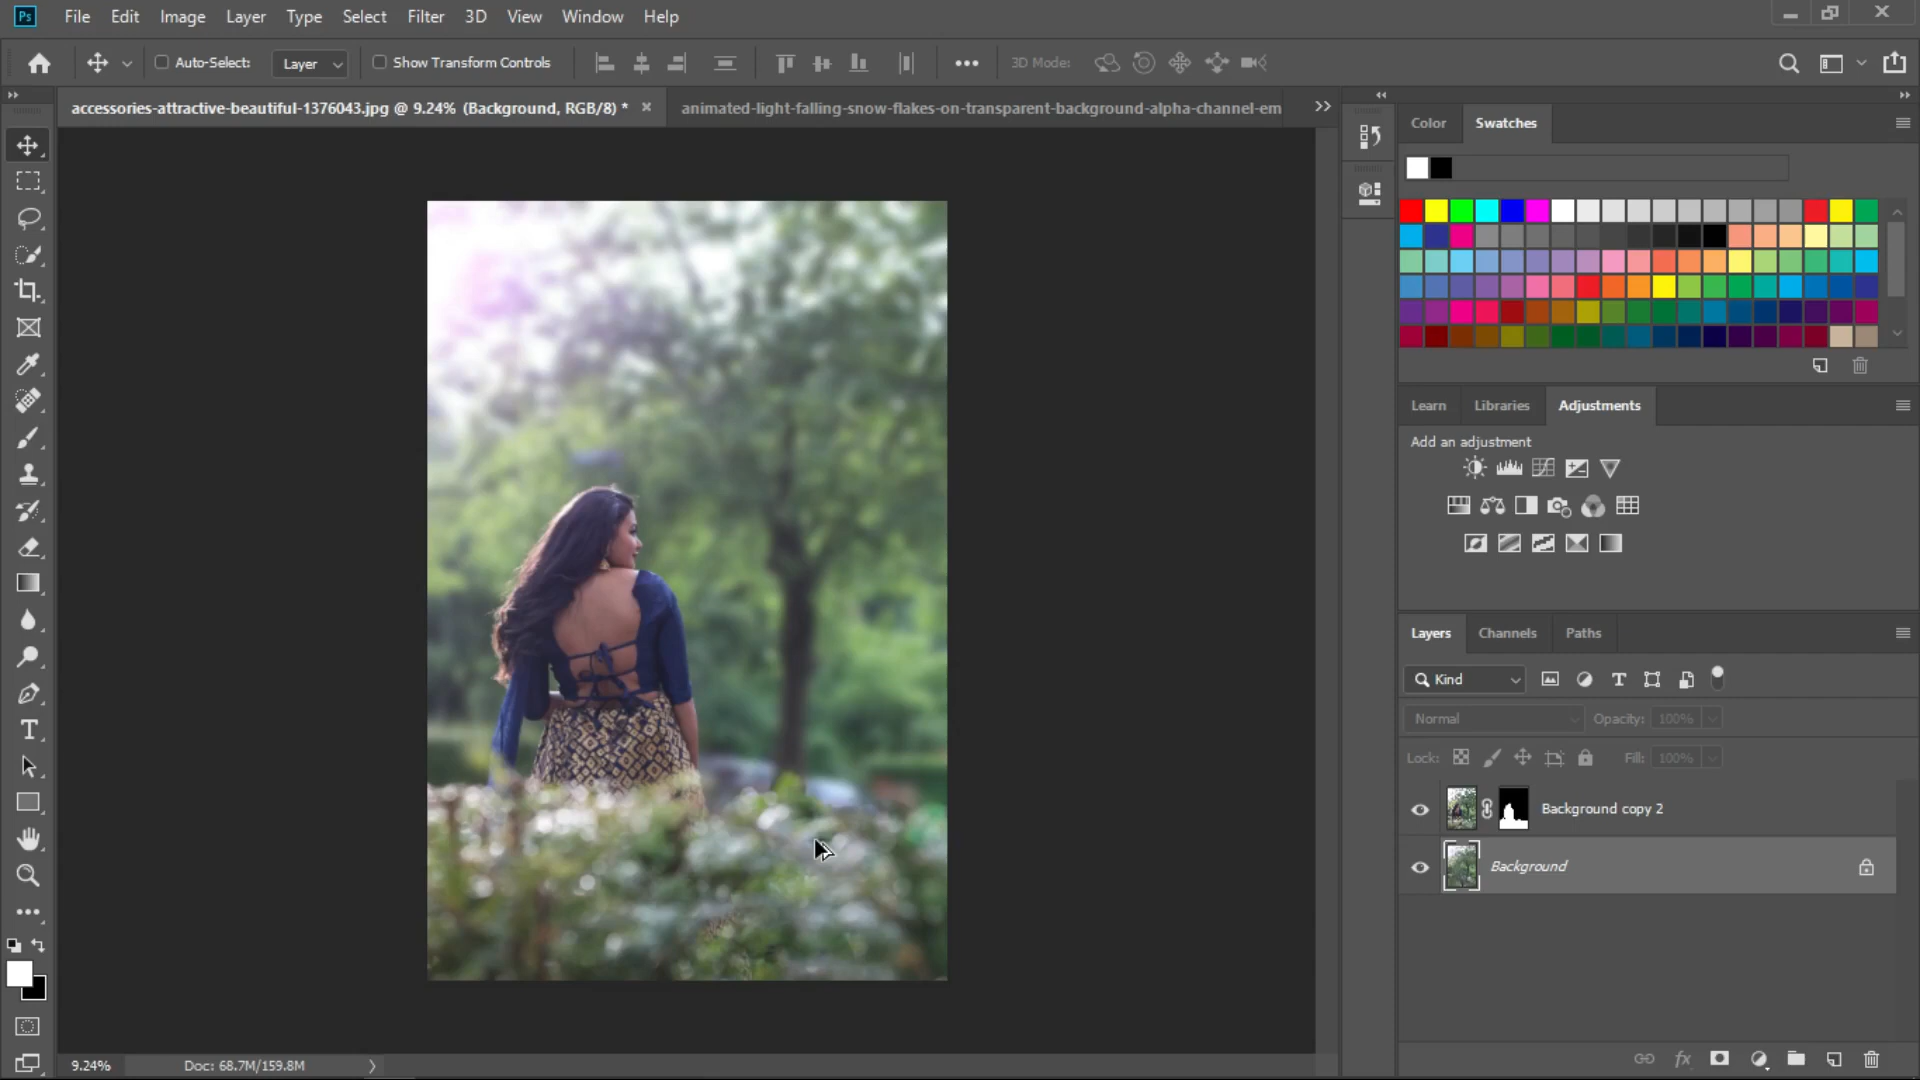 Ps File Edit Image Layer Type Select Filter 3D View Window Help
Auto-Select: Layer Show Transform Controls 3D Mode:
accessories-attractive-beautiful-1376043.jpg @ 9.24% (Background, RGB/8) * × animated-light-falling-snow-flakes-on-transparent-background-alpha-channel-em
Color Swatches
Learn Libraries Adjustments
Add an adjustment
Layers Channels Paths
Kind
Normal Opacity: 100%
Lock: Fill: 100%
Background copy 2
Background
9.24% Doc: 68.7M/159.8M